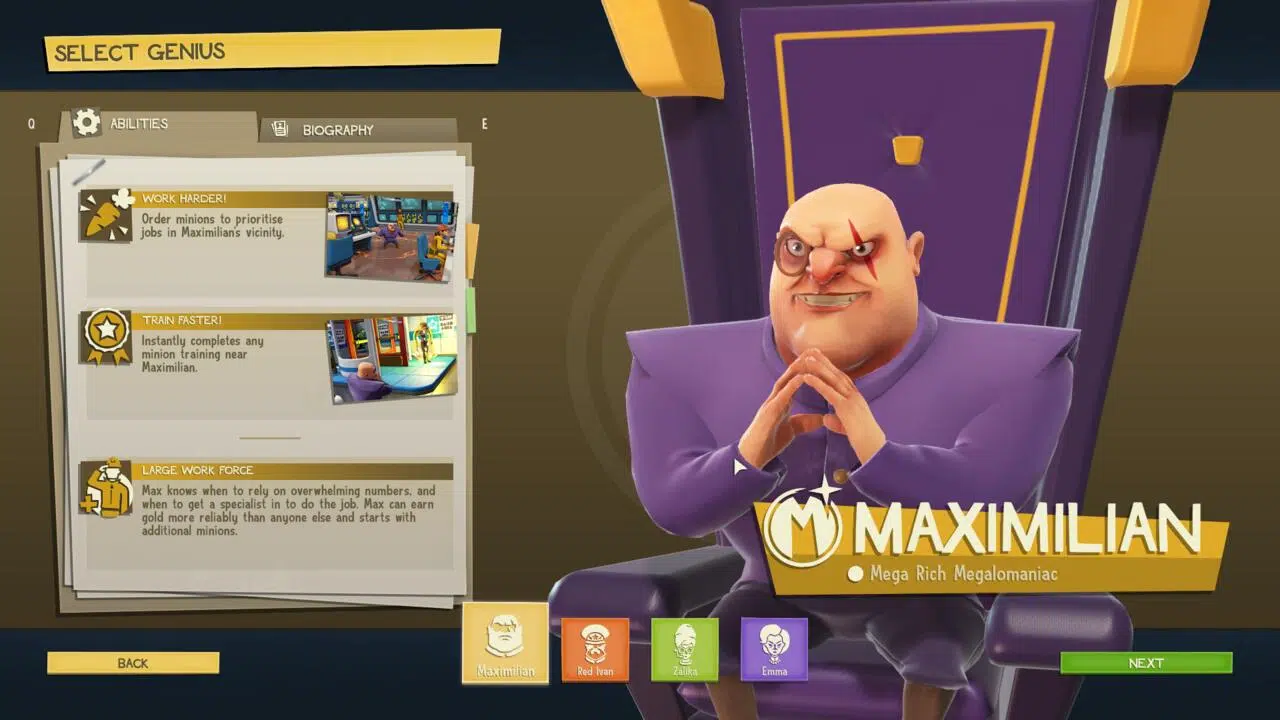 SELECT GENIUS
Q
ABILITIES
BIOGRAPHY
E
WORK HARDER!
Order minions to prioritise
jobs in Maximilian's vicinity.
TRAIN FASTER!
Instantly completes any
minion training near
Maximilian.
LARGE WORK FORCE
Max knows when to rely on overwhelming numbers, and
when to get a specialist in to do the job. Max can earn
gold more reliably than anyone else and starts with
additional minions.
M MAXIMILIAN
Mega Rich Megalomaniac
Maximilian
Red Ivan
Zalika
Emma
BACK
NEXT